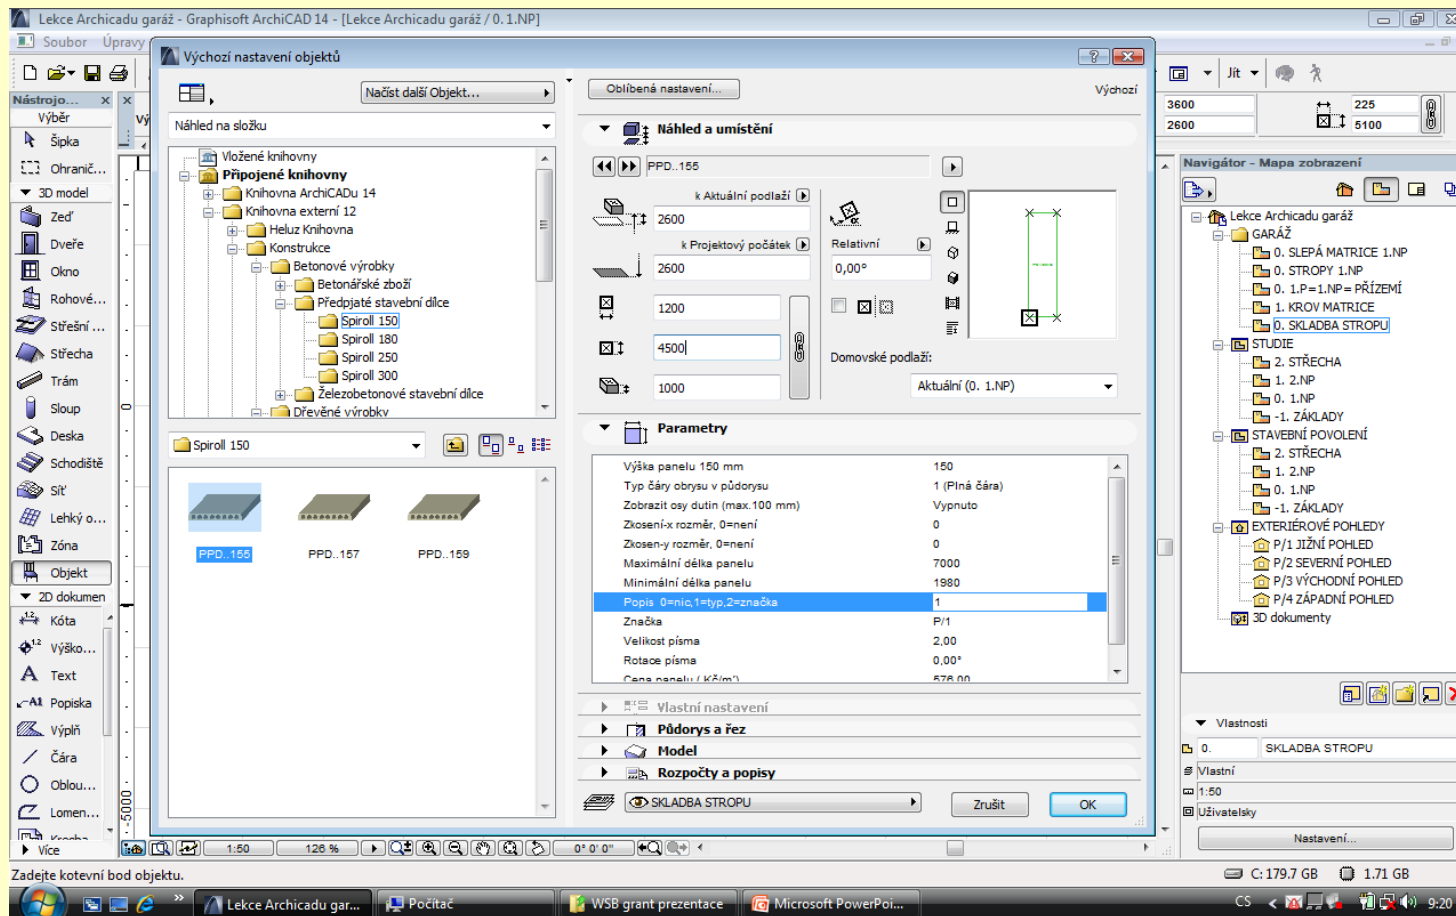 Lekce Archicadu garáž - Graphisoft ArchiCAD 14 - [Lekce Archicadu garáž / 0. 1.NP]
Soubor Úpravy
Jít
Nástrojo...
Výběr
Šipka
Ohranič...
3D model
Zeď
Dveře
Okno
Rohové...
Střešní ...
Střecha
Trám
Sloup
Deska
Schodiště
Síť
Lehký o...
Zóna
Objekt
2D dokumen
Kóta
Výško...
Text
Popiska
Výplň
Čára
Oblou...
Lomen...
Více
Výchozí nastavení objektů
Načíst další Objekt...
Náhled na složku
Vložené knihovny
Připojené knihovny
Knihovna ArchiCADu 14
Knihovna externí 12
Heluz Knihovna
Konstrukce
Betonové výrobky
Betonářské zboží
Předpjaté stavební dílce
Spiroll 150
Spiroll 180
Spiroll 250
Spiroll 300
Železobetonové stavební dílce
Dřevěné výrobky
Spiroll 150
PPD..155 PPD..157 PPD..159
Oblíbená nastavení...
Výchozí
Náhled a umístění
PPD..155
k Aktuální podlaží
2600
k Projektový počátek
2600
1200
4500
1000
Relativní
0,00°
Domovské podlaží:
Aktuální (0. 1.NP)
Parametry
Výška panelu 150 mm 150
Typ čáry obrysu v půdorysu 1 (Plná čára)
Zobrazit osy dutin (max.100 mm) Vypnuto
Zkosení-x rozměr, 0=není 0
Zkosen-y rozměr, 0=není 0
Maximální délka panelu 7000
Minimální délka panelu 1980
Popis 0=nic,1=typ,2=značka 1
Značka P/1
Velikost písma 2,00
Rotace písma 0,00°
Cena panelu ( Kč/m') 576,00
Vlastní nastavení
Půdorys a řez
Model
Rozpočty a popisy
SKLADBA STROPU
Zrušit OK
3600 225
2600 5100
Navigátor - Mapa zobrazení
Lekce Archicadu garáž
GARÁŽ
0. SLEPÁ MATRICE 1.NP
0. STROPY 1.NP
0. 1.P=1.NP= PŘÍZEMÍ
1. KROV MATRICE
0. SKLADBA STROPU
STUDIE
2. STŘECHA
1. 2.NP
0. 1.NP
-1. ZÁKLADY
STAVEBNÍ POVOLENÍ
2. STŘECHA
1. 2.NP
0. 1.NP
-1. ZÁKLADY
EXTERIÉROVÉ POHLEDY
P/1 JIŽNÍ POHLED
P/2 SEVERNÍ POHLED
P/3 VÝCHODNÍ POHLED
P/4 ZÁPADNÍ POHLED
3D dokumenty
Vlastnosti
0. SKLADBA STROPU
Vlastní
1:50
Uživatelsky
Nastavení...
-5000
1:50 126 % 0° 0' 0"
Zadejte kotevní bod objektu.
C: 179.7 GB 1.71 GB
Lekce Archicadu gar... Počítač WSB grant prezentace Microsoft PowerPoi... CS 9:20